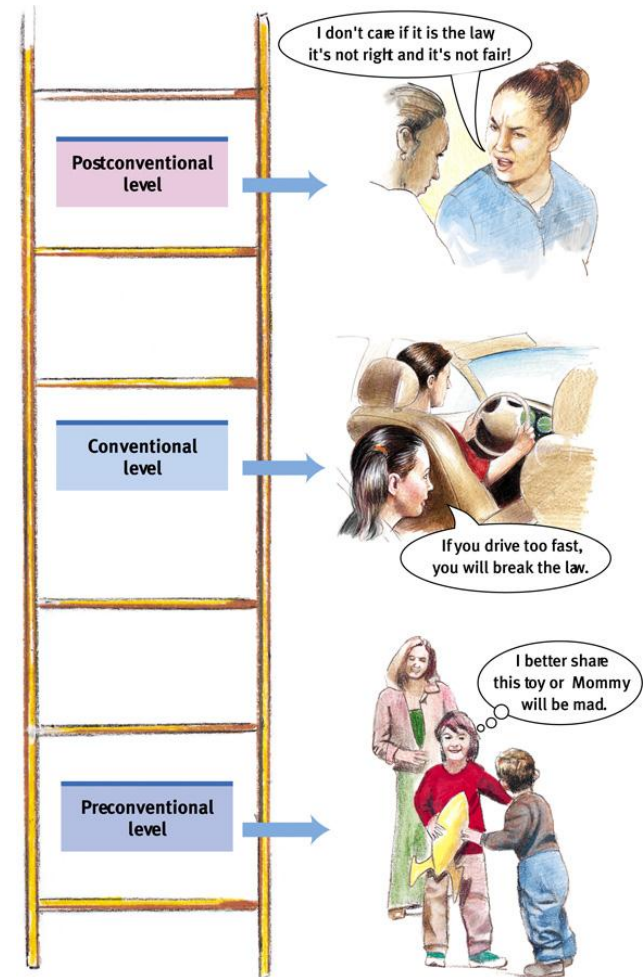 I don't care if it is the law
it's not right and it's not fair!
Postconventional
level
Conventional
level
If you drive too fast,
you will break the law.
I better share
this toy or Mommy
will be mad.
Preconventional
level